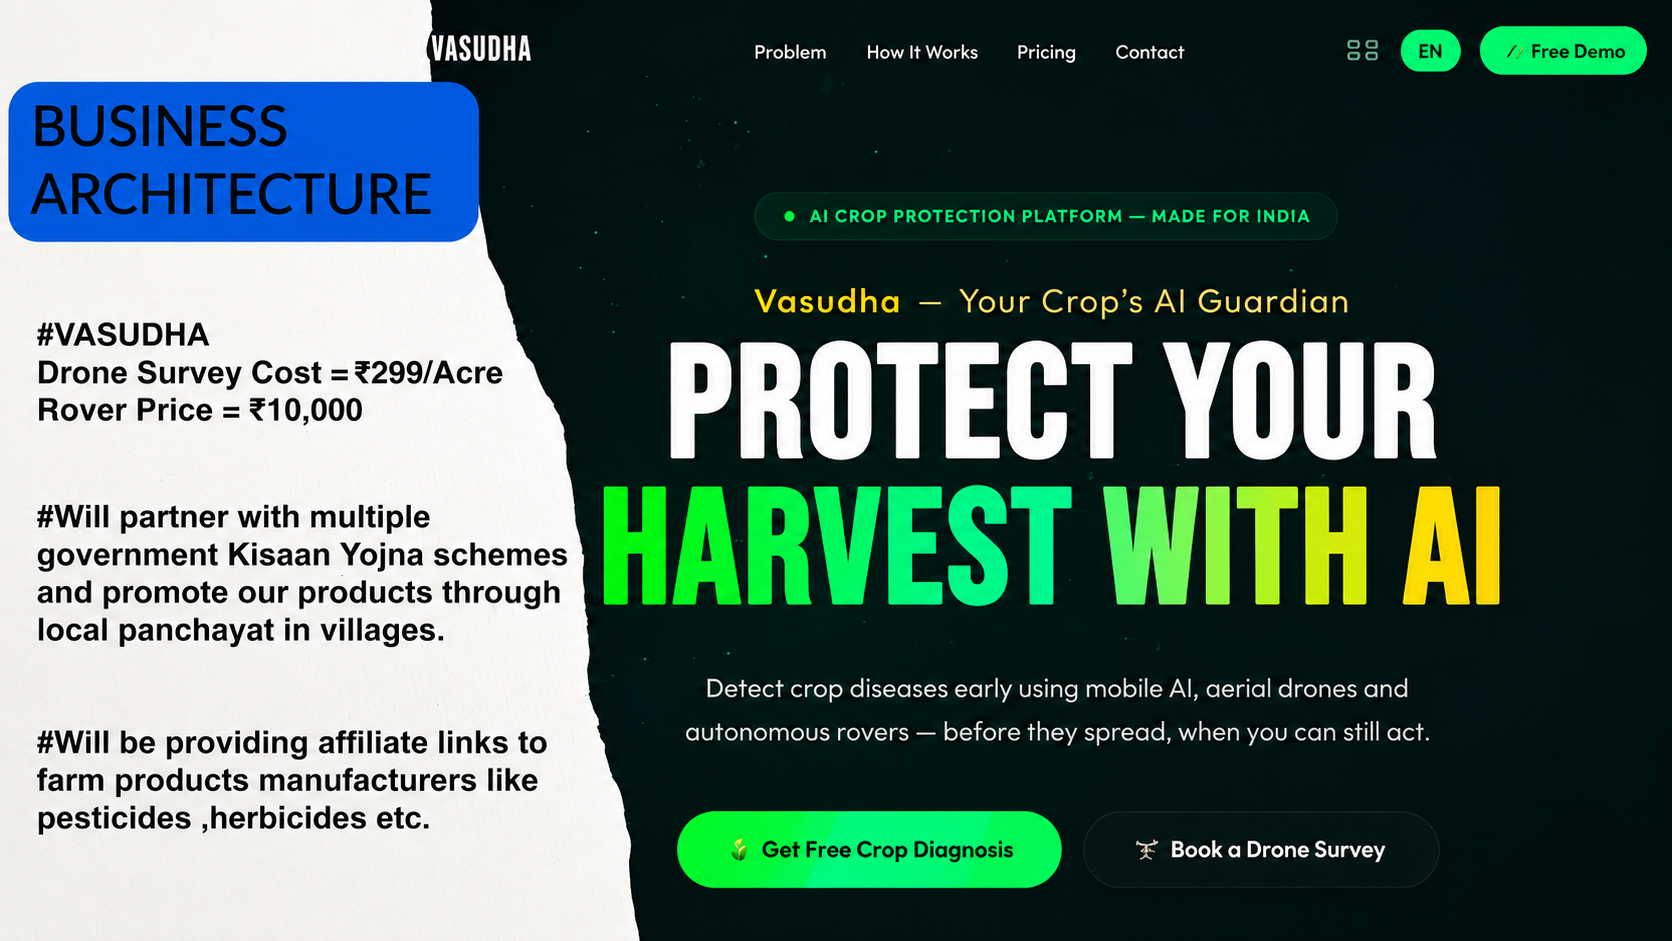 VASUDHA
Problem How It Works Pricing Contact
EN
Free Demo
BUSINESS
ARCHITECTURE
#VASUDHA
Drone Survey Cost =₹299/Acre
Rover Price = ₹10,000
#Will partner with multiple
government Kisaan Yojna schemes
and promote our products through
local panchayat in villages.
#Will be providing affiliate links to
farm products manufacturers like
pesticides ,herbicides etc.
AI CROP PROTECTION PLATFORM — MADE FOR INDIA
Vasudha — Your Crop’s AI Guardian
PROTECT YOUR
HARVEST WITH AI
Detect crop diseases early using mobile AI, aerial drones and
autonomous rovers — before they spread, when you can still act.
Get Free Crop Diagnosis
Book a Drone Survey